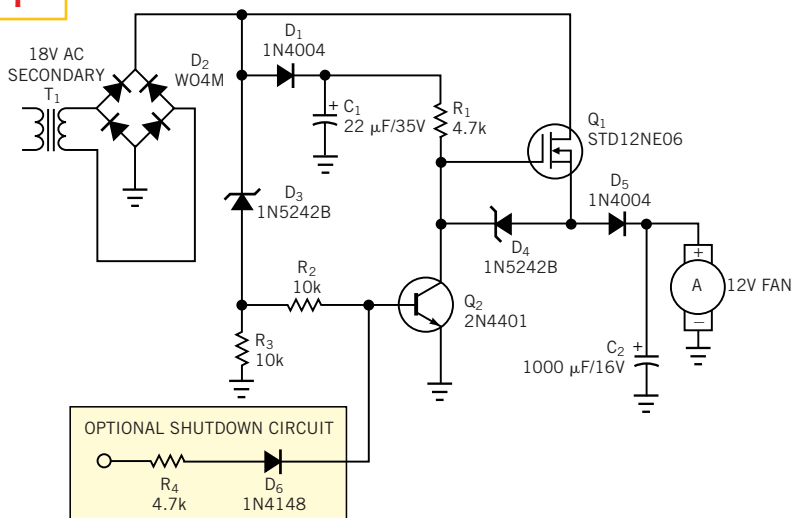 18V AC
SECONDARY
T1
D2
WO4M
D1
1N4004
+ C1
22 μF/35V
R1
4.7k
Q1
STD12NE06
D3
1N5242B
D5
1N4004
D4
1N5242B
R2
10k
Q2
2N4401
+
A
−
12V FAN
R3
10k
C2 +
1000 μF/16V
OPTIONAL SHUTDOWN CIRCUIT
R4
4.7k
D6
1N4148